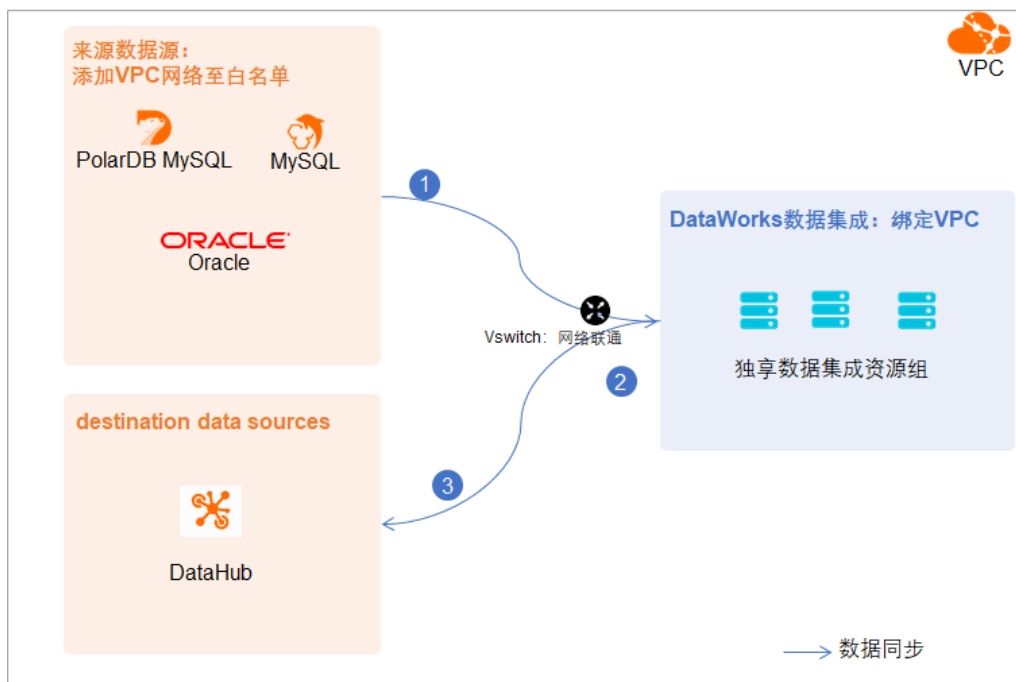 来源数据源：
添加VPC网络至白名单
VPC
PolarDB MySQL
MySQL
1
ORACLE
Oracle
DataWorks数据集成：绑定VPC
Vswitch：网络联通
独享数据集成资源组
2
destination data sources
3
DataHub
数据同步